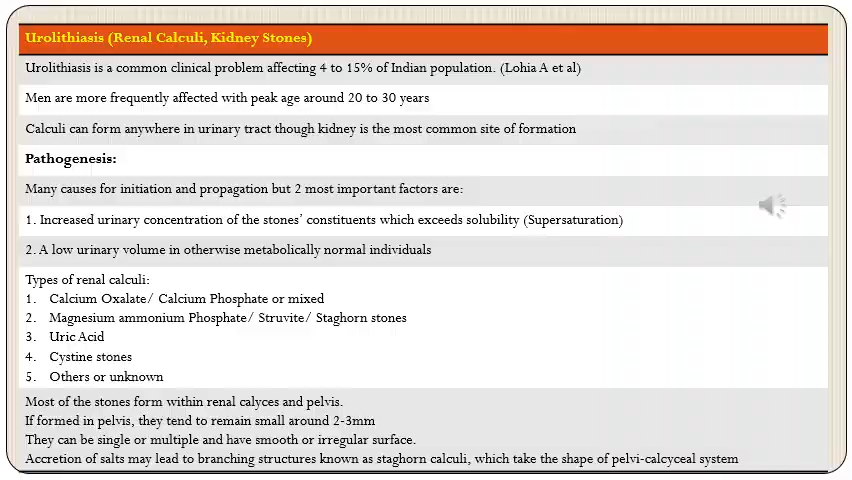 Urolithiasis (Renal Calculi, Kidney Stones)
Urolithiasis is a common clinical problem affecting 4 to 15% of Indian population. (Lohia A et al)
Men are more frequently affected with peak age around 20 to 30 years
Calculi can form anywhere in urinary tract though kidney is the most common site of formation
Pathogenesis:
Many causes for initiation and propagation but 2 most important factors are:
1. Increased urinary concentration of the stones’ constituents which exceeds solubility (Supersaturation)
2. A low urinary volume in otherwise metabolically normal individuals
Types of renal calculi:
1. Calcium Oxalate/ Calcium Phosphate or mixed
2. Magnesium ammonium Phosphate/ Struvite/ Staghorn stones
3. Uric Acid
4. Cystine stones
5. Others or unknown
Most of the stones form within renal calyces and pelvis.
If formed in pelvis, they tend to remain small around 2-3mm
They can be single or multiple and have smooth or irregular surface.
Accretion of salts may lead to branching structures known as staghorn calculi, which take the shape of pelvi-calcyceal system